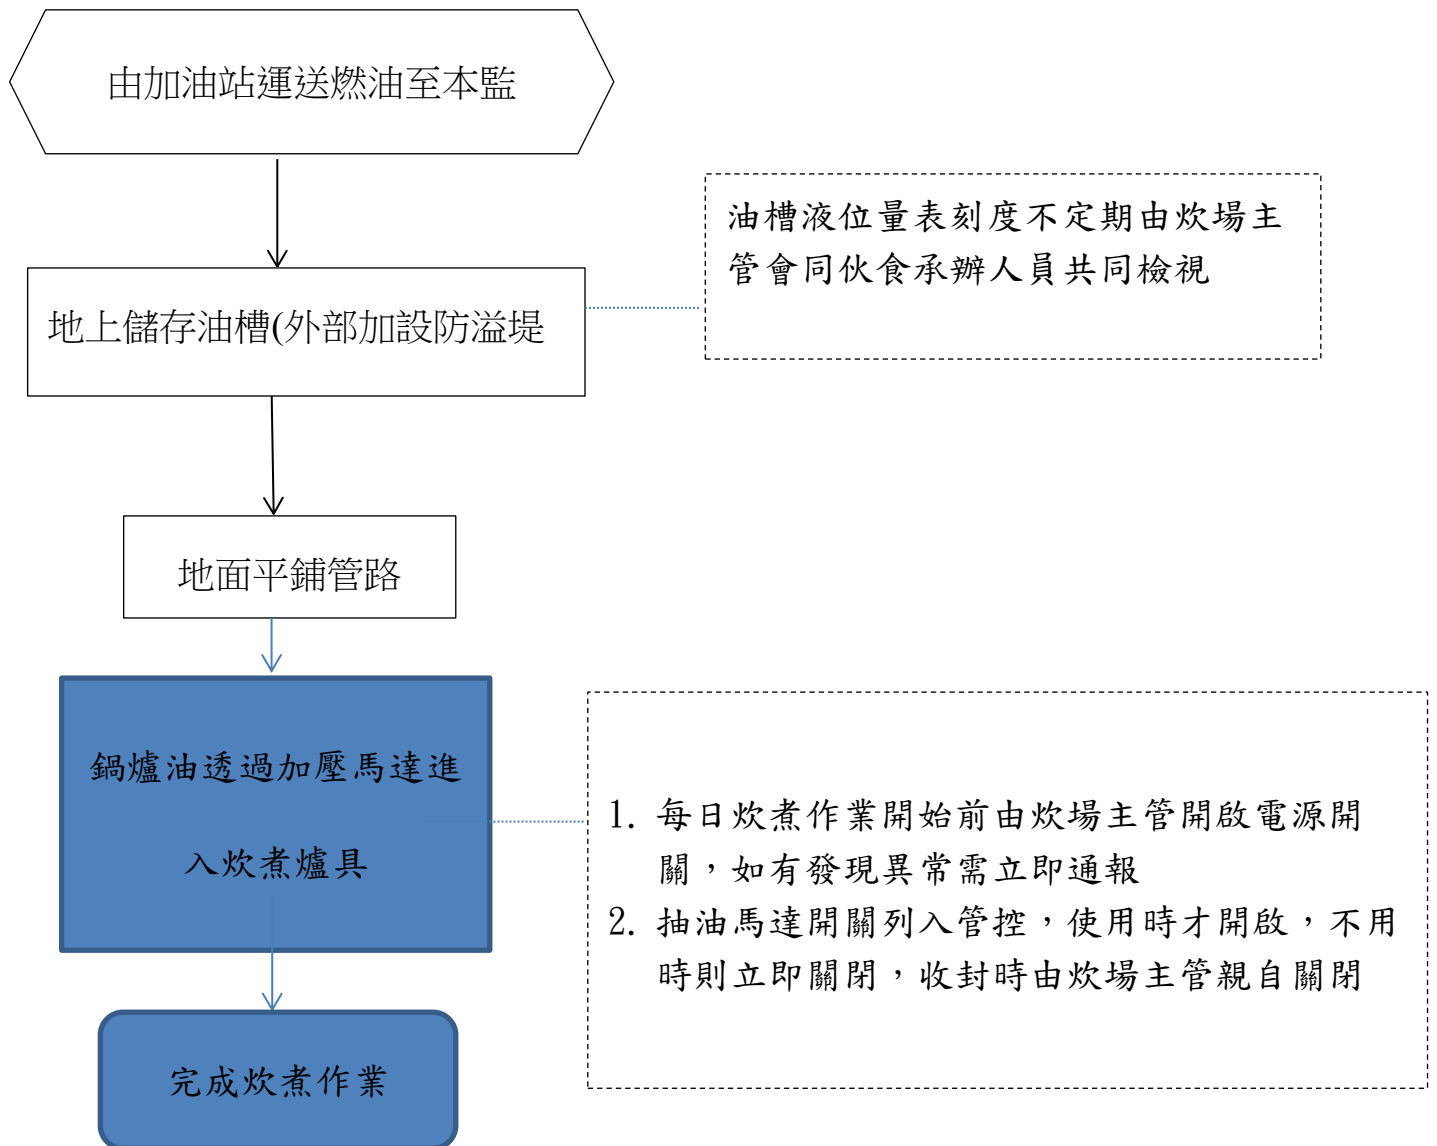 由加油站運送燃油至本監
油槽液位量表刻度不定期由炊場主
管會同伙食承辦人員共同檢視
地上儲存油槽(外部加設防溢堤
地面平鋪管路
鍋爐油透過加壓馬達進
入炊煮爐具
1. 每日炊煮作業開始前由炊場主管開啟電源開
關，如有發現異常需立即通報
2. 抽油馬達開關列入管控，使用時才開啟，不用
時則立即關閉，收封時由炊場主管親自關閉
完成炊煮作業